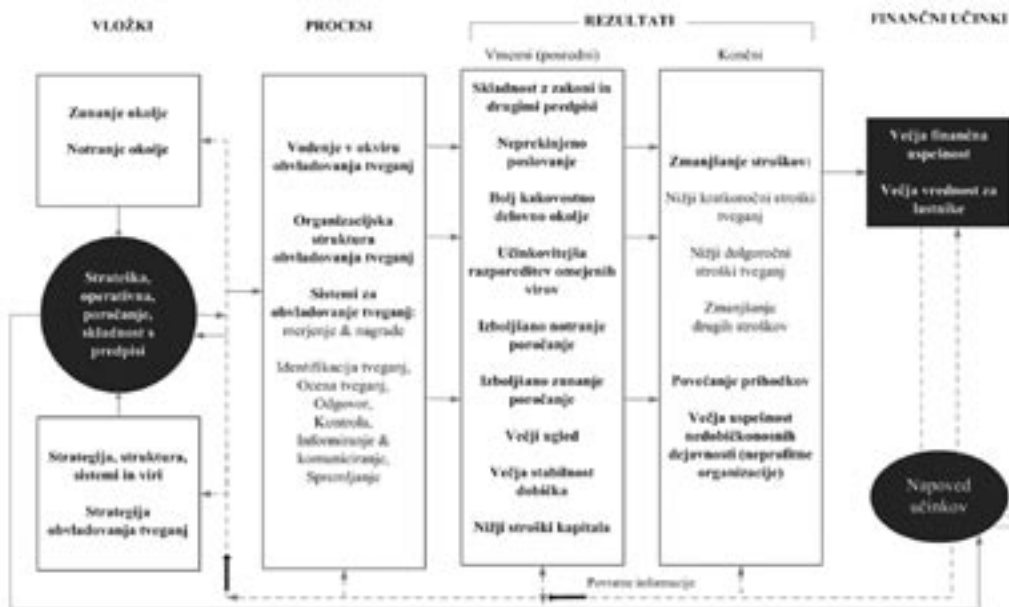 VLOŽKI
Zunanje okolje
Notranje okolje
Strateška,
operativna,
poročanje,
skladnost s
predpisi
Strategija, struktura,
sistemi in viri
Strategija
obvladovanja tveganj
PROCESI
Vodenje v okviru
obvladovanja tveganj
Organizacijska
struktura
obvladovanja tveganj
Sistemi za
obvladovanje tveganj:
merjenje & nagrade
Identifikacija tveganj,
Ocena tveganj,
Odgovor,
Kontrola,
Informiranje &
komuniciranje,
Spremljanje
REZULTATI
Vmesni (posredni)
Skladnost z zakoni in
drugimi predpisi
Neprekinjeno
poslovanje
Bolj kakovostno
delovno okolje
Učinkovitejša
razporeditev omejenih
virov
Izboljšano notranje
poročanje
Izboljšano zunanje
poročanje
Večji ugled
Večja stabilnost
dobička
Nižji stroški kapitala
Končni
Zmanjšanje stroškov:
Nižji kratkoročni stroški
tveganj
Nižji dolgoročni
stroški tveganj
Zmanjšanje
drugih stroškov
Povečanje prihodkov
Večja uspešnost
nedobičkonosnih
dejavnosti (neprofitne
organizacije)
FINANČNI UČINKI
Večja finančna
uspešnost
Večja vrednost za
lastnike
Napoved
učinkov
Povratne informacije